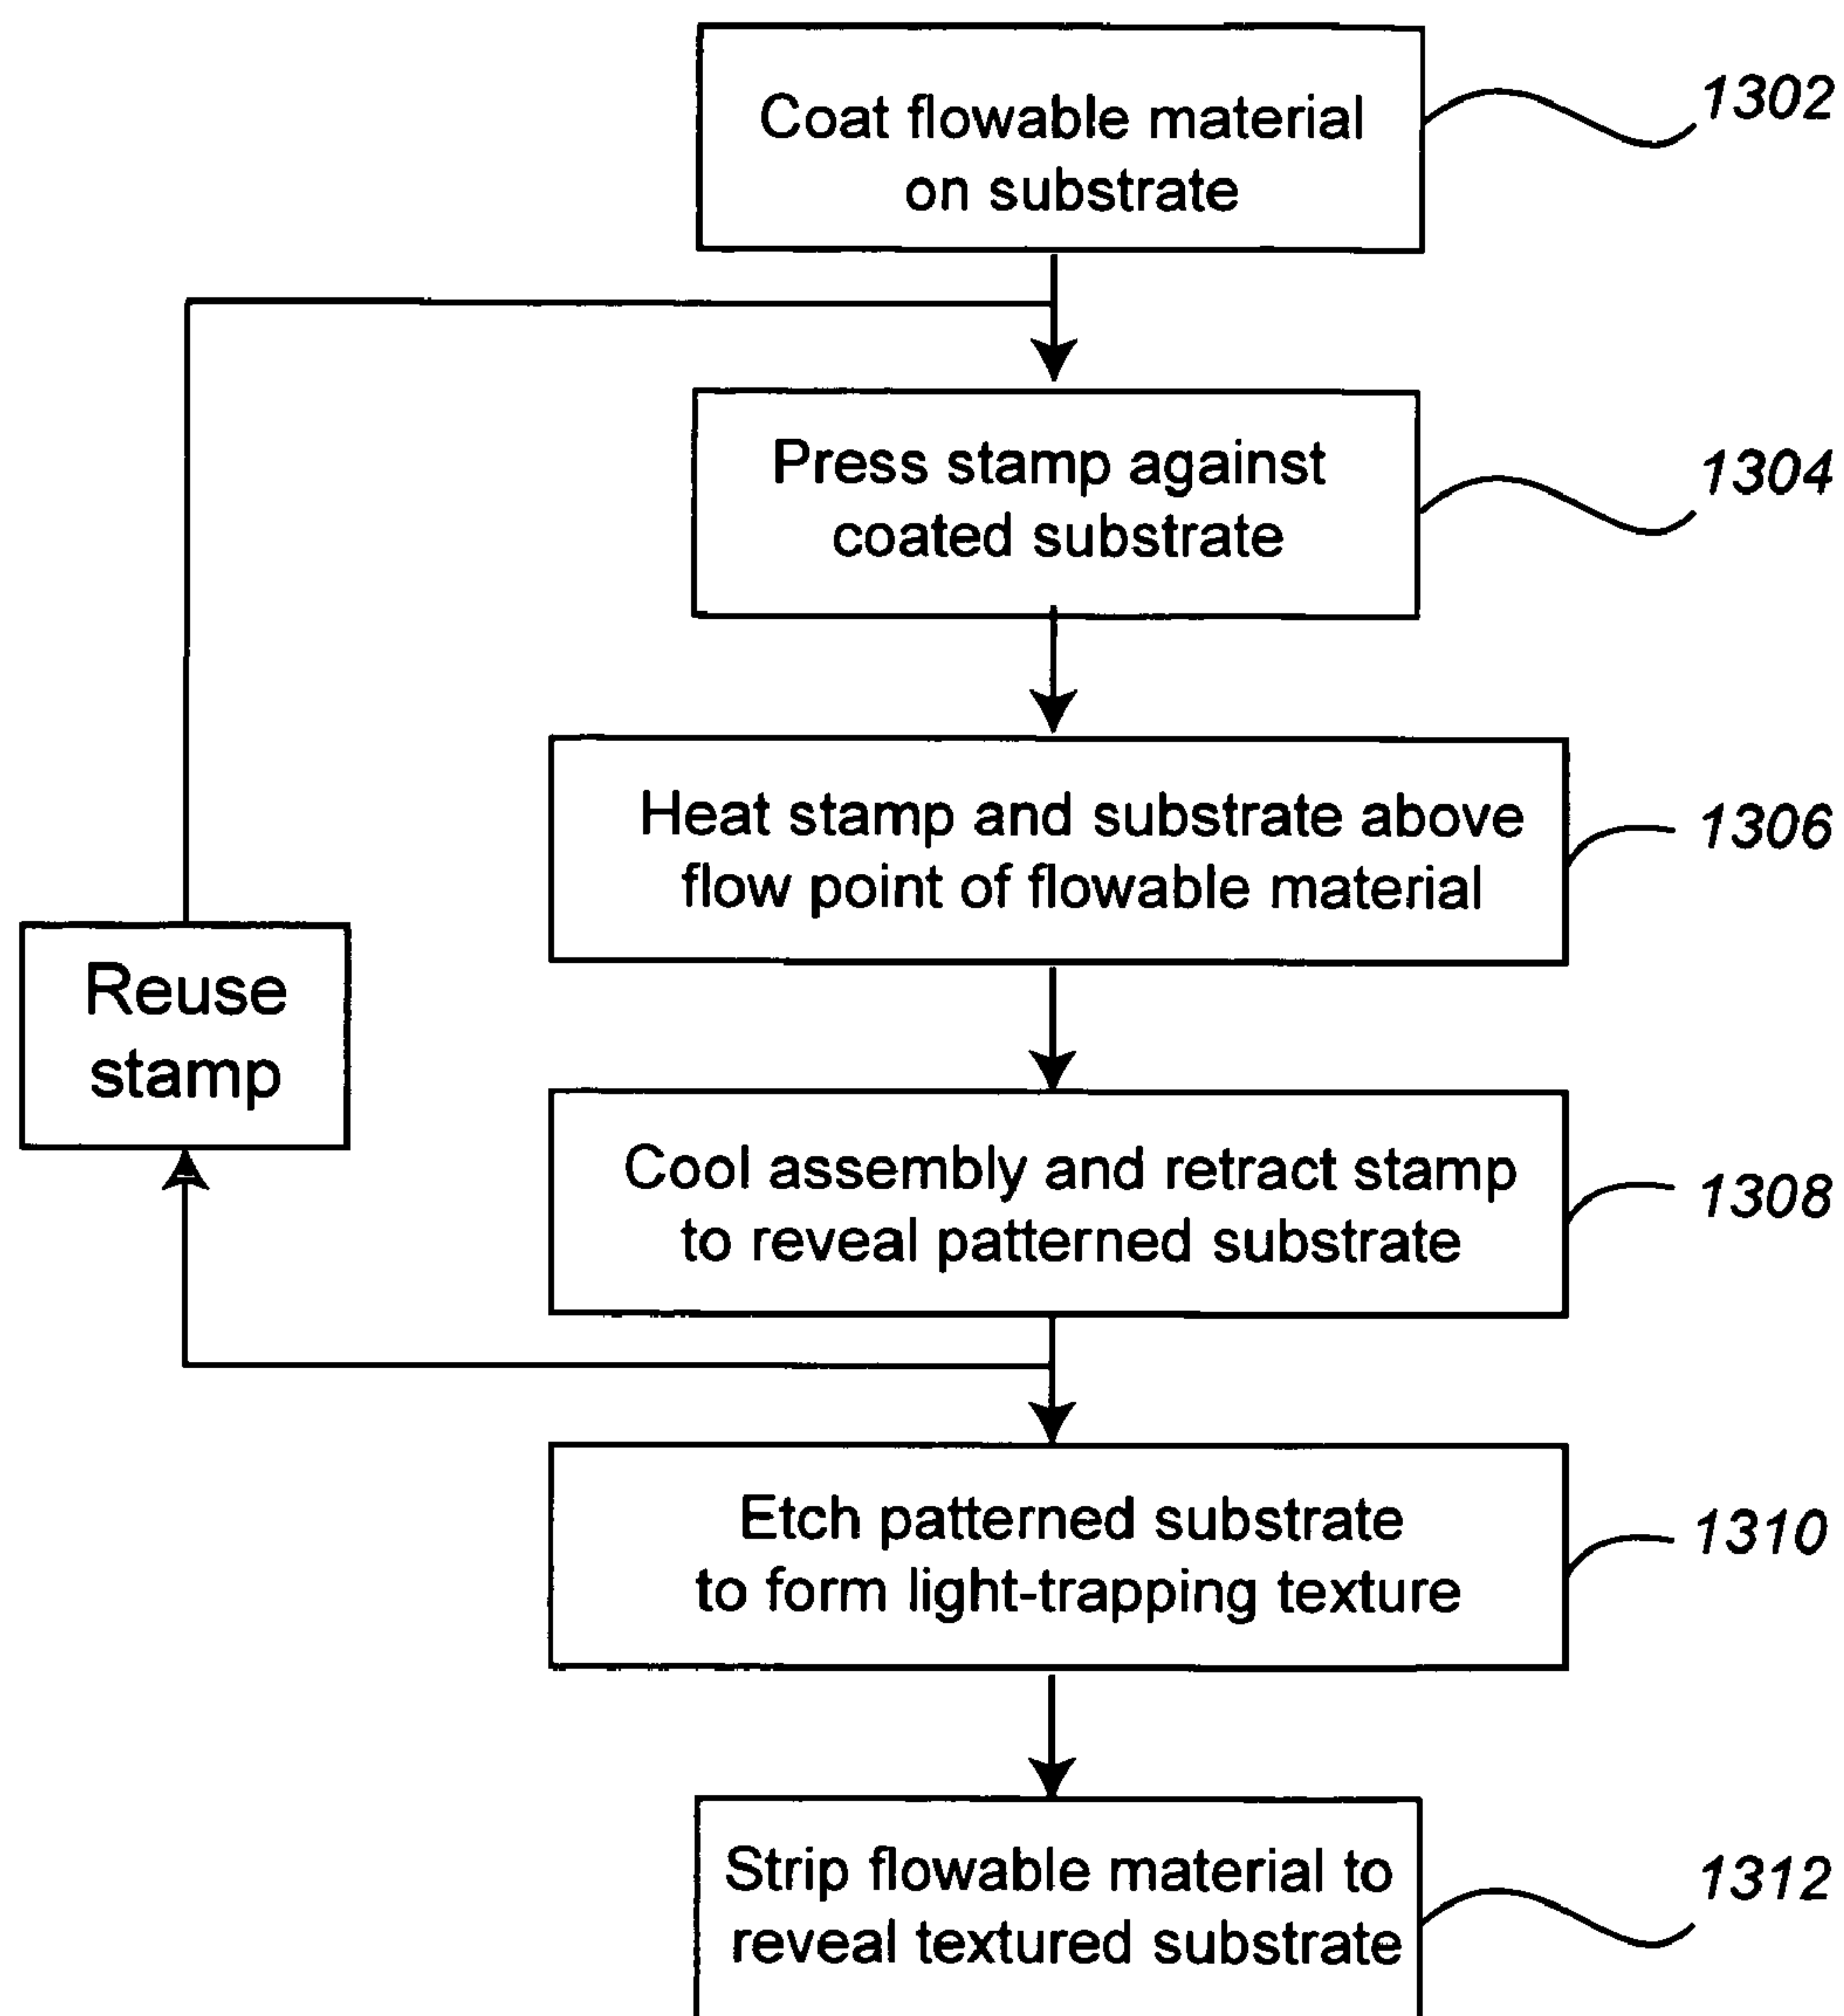 Coat flowable material
on substrate
1302
Press stamp against
coated substrate
1304
Heat stamp and substrate above
flow point of flowable material
1306
Reuse
stamp
Cool assembly and retract stamp
to reveal patterned substrate
1308
Etch patterned substrate
to form light-trapping texture
1310
Strip flowable material to
reveal textured substrate
1312